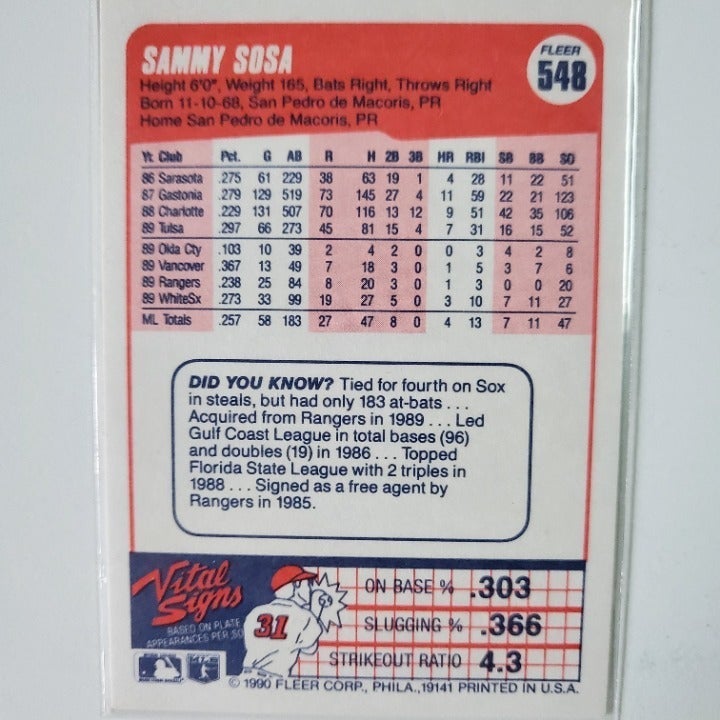 SAMMY SOSA
FLEER
548
Height 6'0", Weight 165, Bats Right, Throws Right
Born 11-10-68, San Pedro de Macoris, PR
Home San Pedro de Macoris, PR
Yr. Club Pct. G AB R H 2B 3B HR RBI SB BB SO
86 Sarasota .275 61 229 38 63 19 1 4 28 11 22 51
87 Gastonia .279 129 519 73 145 27 4 11 59 22 21 123
88 Charlotte .229 131 507 70 116 13 12 9 51 42 35 106
89 Tulsa .297 66 273 45 81 15 4 7 31 16 15 52
89 Okla Cty .103 10 39 2 4 2 0 0 3 4 2 8
89 Vancover .367 13 49 7 18 3 0 1 5 3 7 6
89 Rangers .238 25 84 8 20 3 0 1 3 0 0 20
89 WhiteSx .273 33 99 19 27 5 0 3 10 7 11 27
ML Totals .257 58 183 27 47 8 0 4 13 7 11 47
DID YOU KNOW? Tied for fourth on Sox
in steals, but had only 183 at-bats . . .
Acquired from Rangers in 1989 . . . Led
Gulf Coast League in total bases (96)
and doubles (19) in 1986 . . . Topped
Florida State League with 2 triples in
1988 . . . Signed as a free agent by
Rangers in 1985.
Vital
Signs
BASED ON PLATE
APPEARANCES PER SO
31
ON BASE % .303
SLUGGING % .366
STRIKEOUT RATIO 4.3
© 1990 FLEER CORP., PHILA., 19141 PRINTED IN U.S.A.